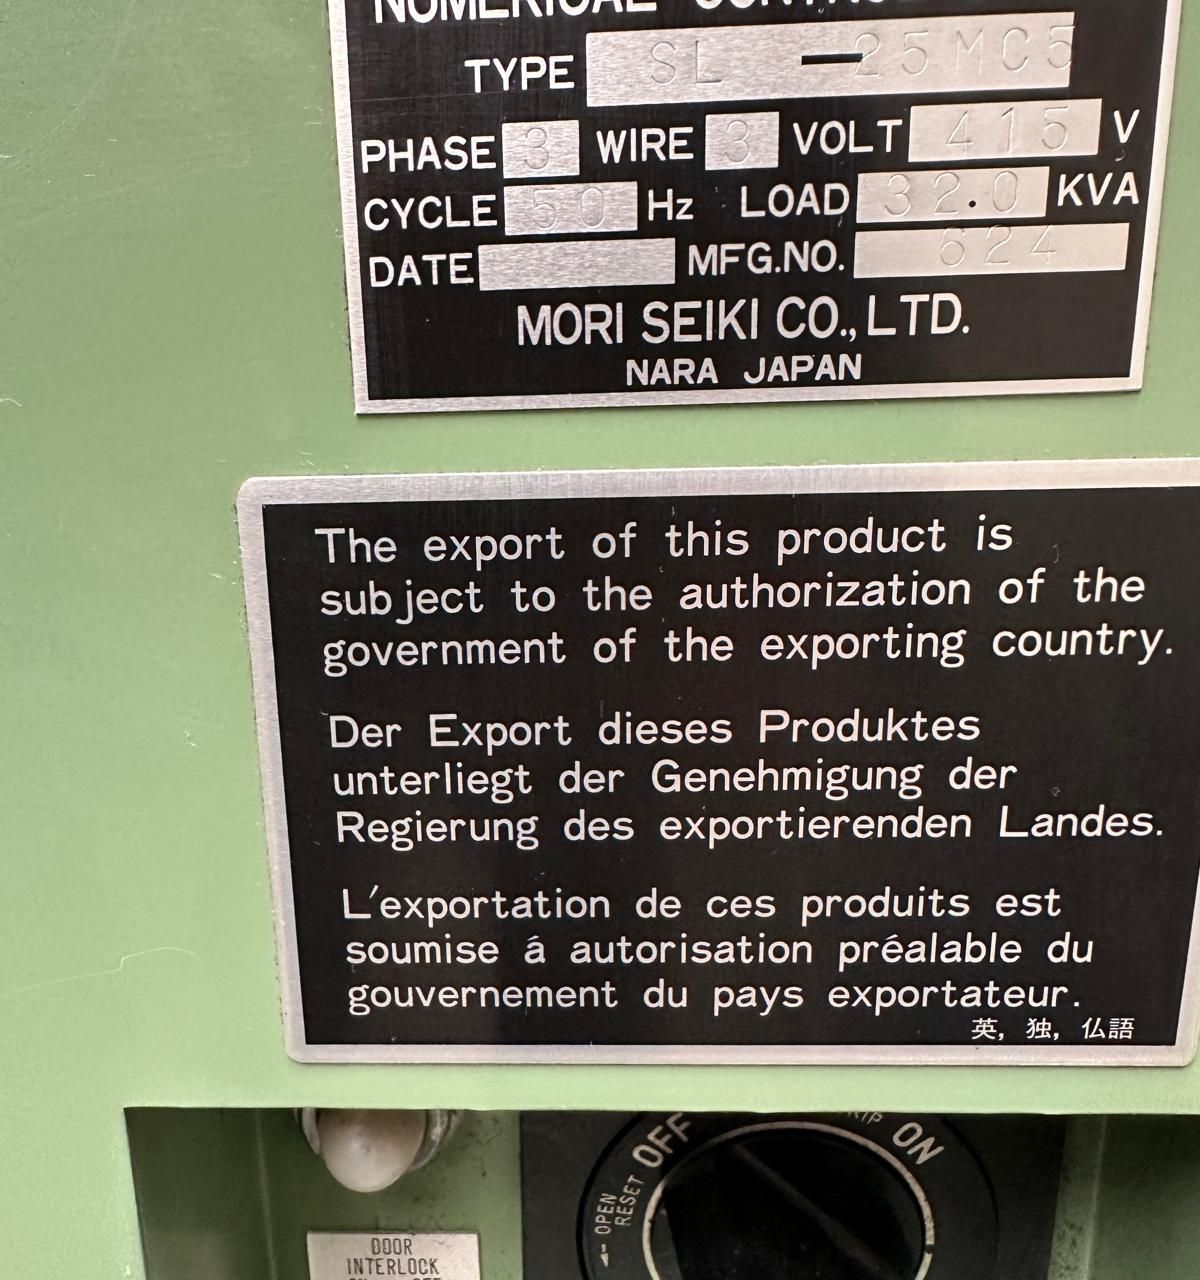 NUMERICAL CONTROL
TYPE SL - 25MC5
PHASE 3 WIRE 3 VOLT 415 V
CYCLE 50 Hz LOAD 32.0 KVA
DATE MFG.NO. 624
MORI SEIKI CO., LTD.
NARA JAPAN
The export of this product is
subject to the authorization of the
government of the exporting country.
Der Export dieses Produktes
unterliegt der Genehmigung der
Regierung des exportierenden Landes.
L'exportation de ces produits est
soumise á autorisation préalable du
gouvernement du pays exportateur.
英, 独, 仏語
OFF
ON
OPEN
RESET
DOOR
INTERLOCK